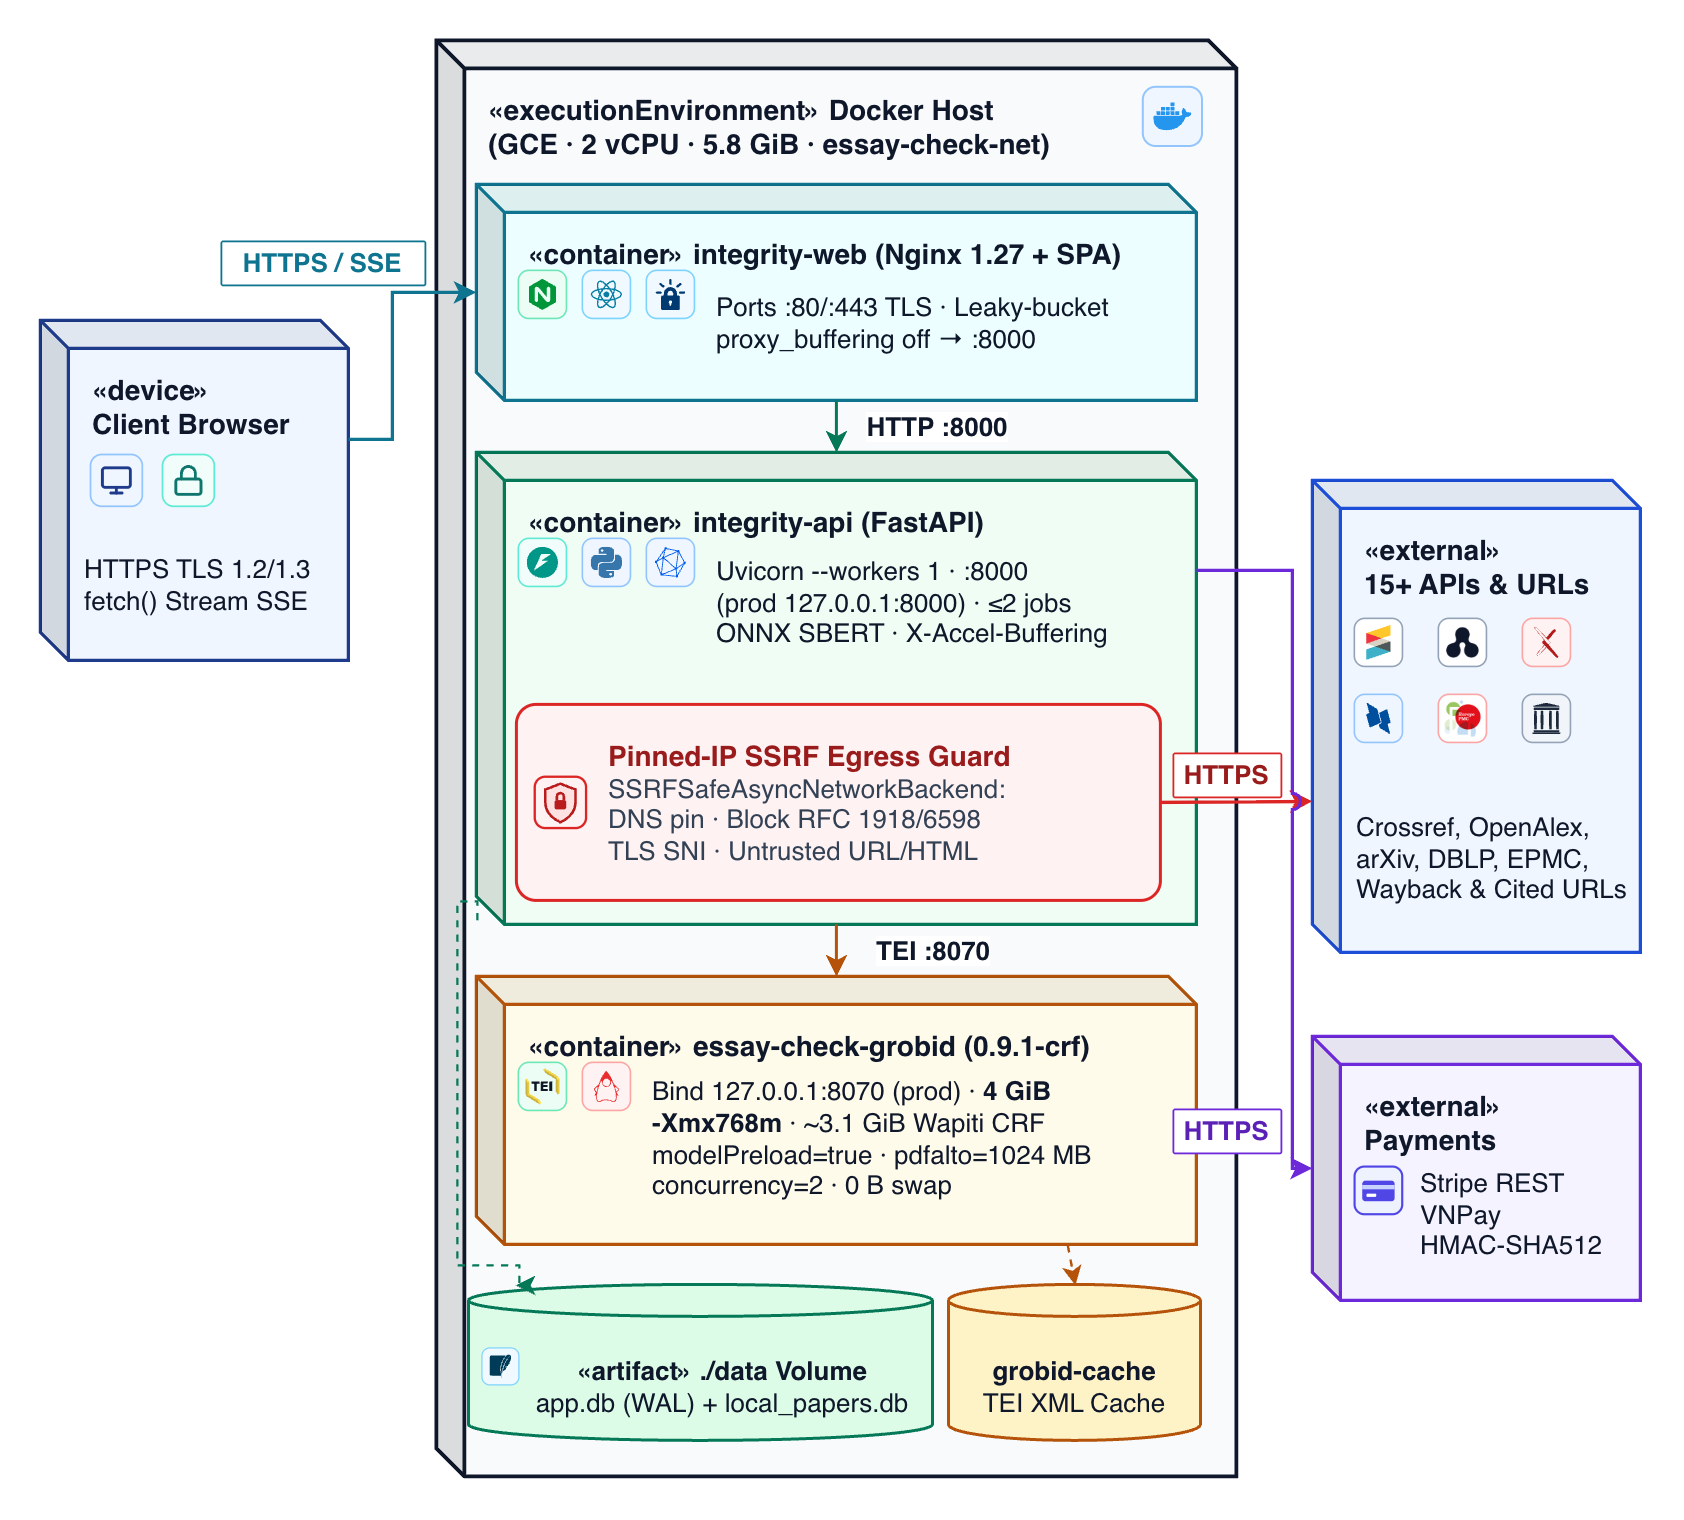 «executionEnvironment» Docker Host
(GCE · 2 vCPU · 5.8 GiB · essay-check-net)
HTTPS / SSE
«container» integrity-web (Nginx 1.27 + SPA)
Ports :80/:443 TLS · Leaky-bucket
proxy_buffering off → :8000
«device»
Client Browser
HTTPS TLS 1.2/1.3
fetch() Stream SSE
HTTP :8000
«container» integrity-api (FastAPI)
Uvicorn --workers 1 · :8000
(prod 127.0.0.1:8000) · ≤2 jobs
ONNX SBERT · X-Accel-Buffering
Pinned-IP SSRF Egress Guard
SSRFSafeAsyncNetworkBackend:
DNS pin · Block RFC 1918/6598
TLS SNI · Untrusted URL/HTML
HTTPS
«external»
15+ APIs & URLs
Crossref, OpenAlex,
arXiv, DBLP, EPMC,
Wayback & Cited URLs
TEI :8070
«container» essay-check-grobid (0.9.1-crf)
TEI
Bind 127.0.0.1:8070 (prod) · 4 GiB
-Xmx768m · ~3.1 GiB Wapiti CRF
modelPreload=true · pdfalto=1024 MB
concurrency=2 · 0 B swap
HTTPS
«external»
Payments
Stripe REST
VNPay
HMAC-SHA512
«artifact» ./data Volume
app.db (WAL) + local_papers.db
grobid-cache
TEI XML Cache